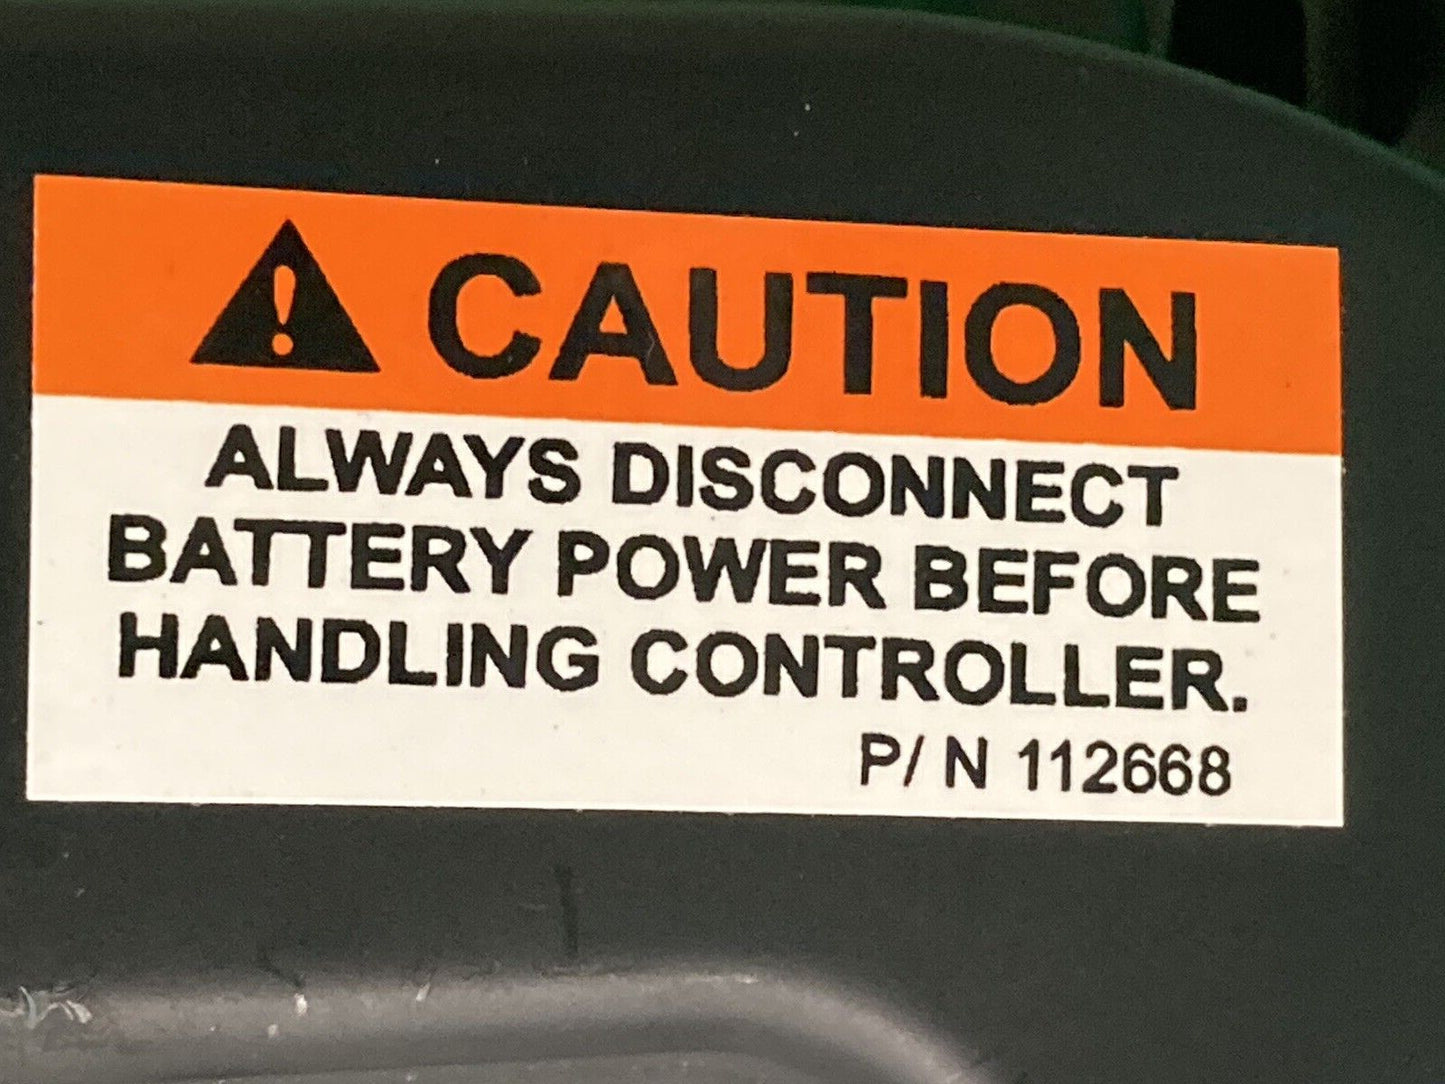 CAUTION
ALWAYS DISCONNECT
BATTERY POWER BEFORE
HANDLING CONTROLLER.
P/ N 112668